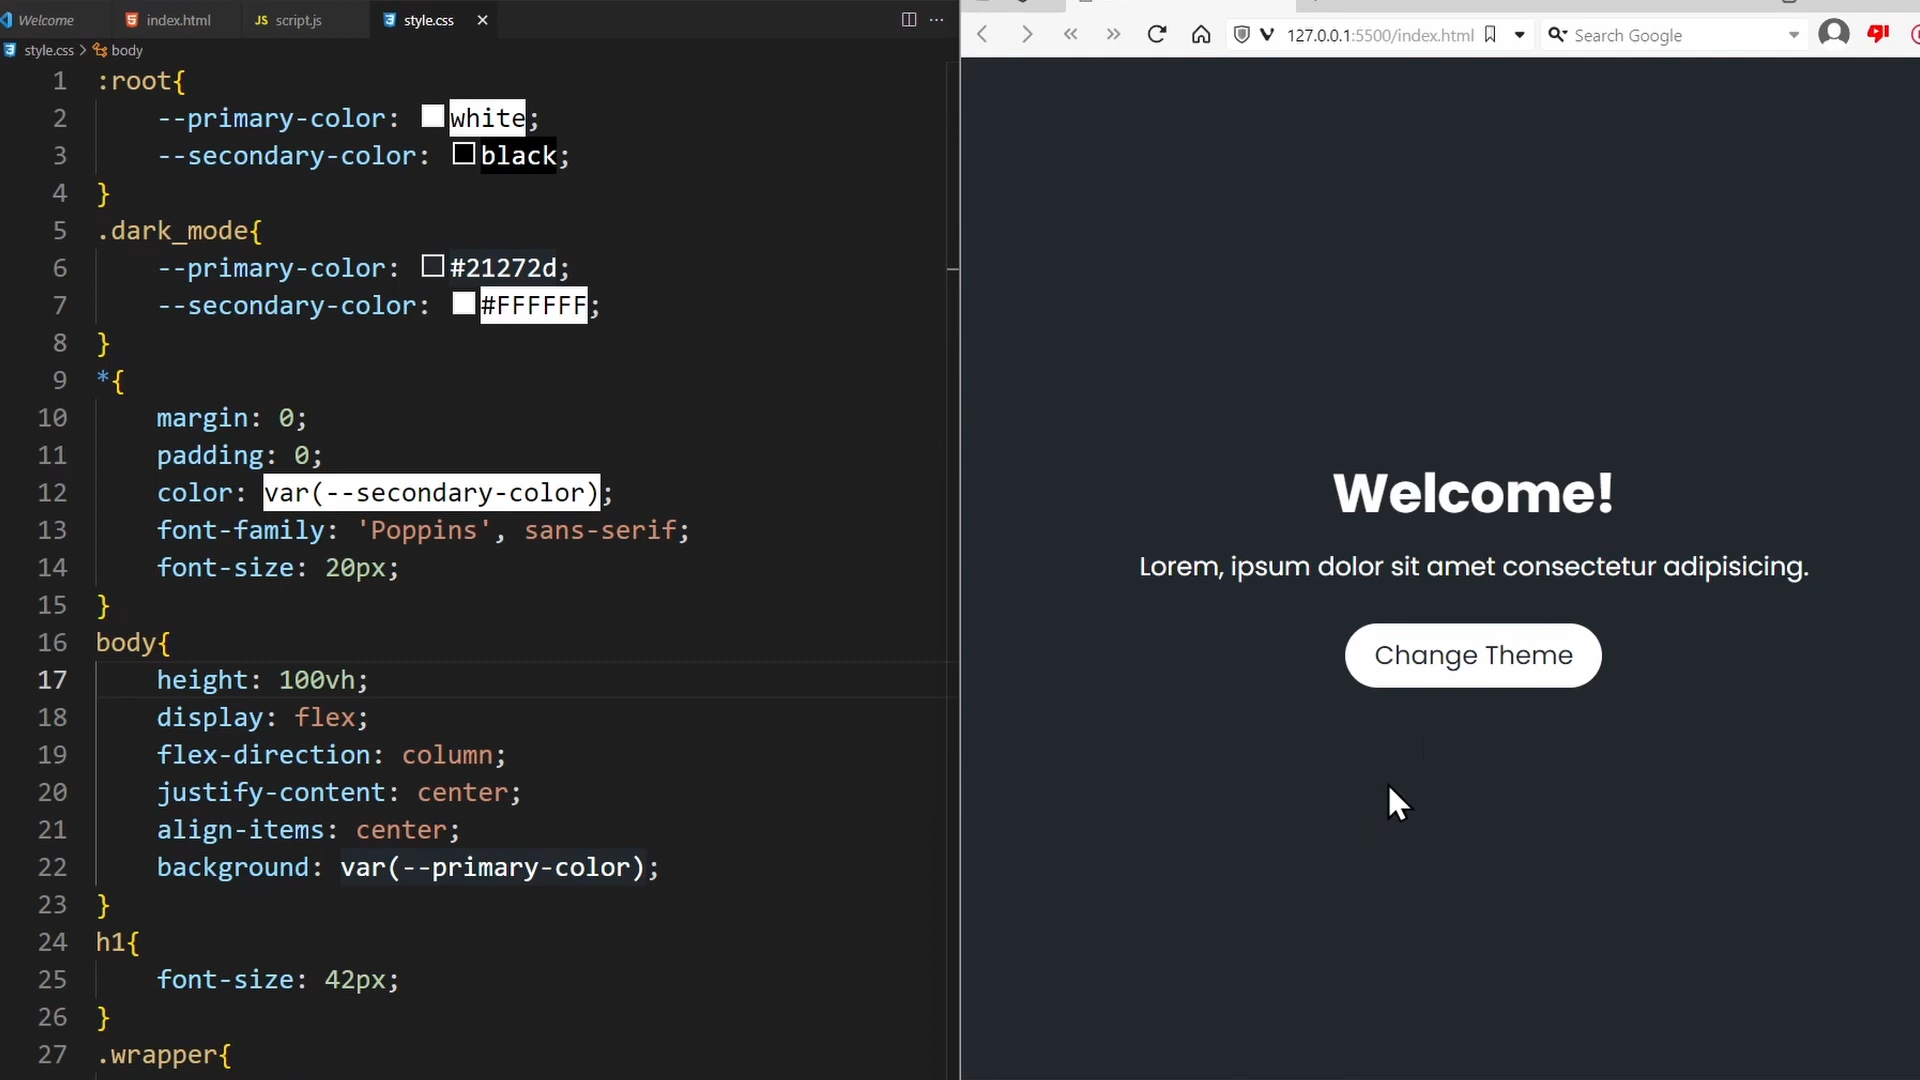 Welcome index.html JS script.js style.css
style.css > body
1 :root{
2 --primary-color: white;
3 --secondary-color: black;
4 }
5 .dark_mode{
6 --primary-color: #21272d;
7 --secondary-color: #FFFFFF;
8 }
9 *{
10 margin: 0;
11 padding: 0;
12 color: var(--secondary-color);
13 font-family: 'Poppins', sans-serif;
14 font-size: 20px;
15 }
16 body{
17 height: 100vh;
18 display: flex;
19 flex-direction: column;
20 justify-content: center;
21 align-items: center;
22 background: var(--primary-color);
23 }
24 h1{
25 font-size: 42px;
26 }
27 .wrapper{
127.0.0.1:5500/index.html Search Google
Welcome!
Lorem, ipsum dolor sit amet consectetur adipisicing.
Change Theme